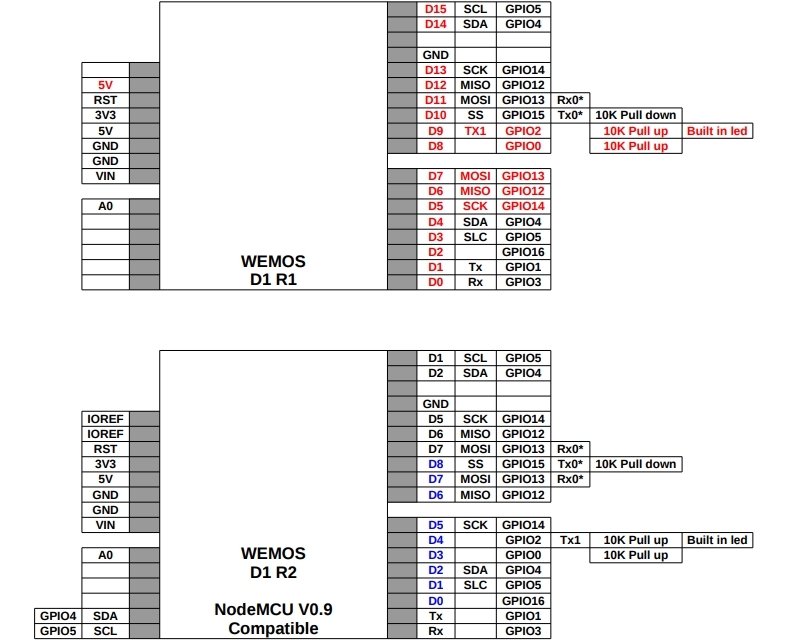 D15 SCL GPIO5
D14 SDA GPIO4
GND
D13 SCK GPIO14
5V D12 MISO GPIO12
RST D11 MOSI GPIO13 Rx0*
3V3 D10 SS GPIO15 Tx0* 10K Pull down
5V D9 TX1 GPIO2 10K Pull up Built in led
GND D8 GPIO0 10K Pull up
GND
VIN D7 MOSI GPIO13
D6 MISO GPIO12
A0 D5 SCK GPIO14
D4 SDA GPIO4
D3 SLC GPIO5
D2 GPIO16
WEMOS
D1 R1
D1 Tx GPIO1
D0 Rx GPIO3
D1 SCL GPIO5
D2 SDA GPIO4
GND
IOREF D5 SCK GPIO14
IOREF D6 MISO GPIO12
RST D7 MOSI GPIO13 Rx0*
3V3 D8 SS GPIO15 Tx0* 10K Pull down
5V D7 MOSI GPIO13 Rx0*
GND D6 MISO GPIO12
GND
VIN D5 SCK GPIO14
D4 GPIO2 Tx1 10K Pull up Built in led
A0 D3 GPIO0 10K Pull up
WEMOS
D1 R2
D2 SDA GPIO4
D1 SLC GPIO5
D0 GPIO16
NodeMCU V0.9
Compatible
GPIO4 SDA Tx GPIO1
GPIO5 SCL Rx GPIO3